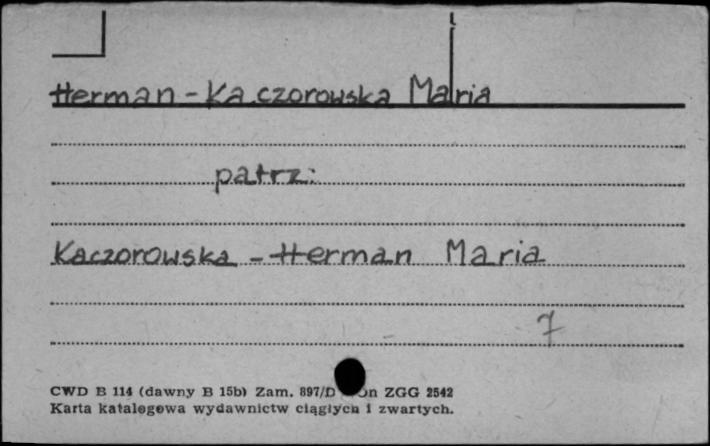 Herman-Kaczorowska Maria
patrz:
Kaczorowska-Herman Maria
7
CWD B 114 (dawny B 15b) Zam. 897/D ZGG 2542
Karta katalogowa wydawnictw ciągłych i zwartych.